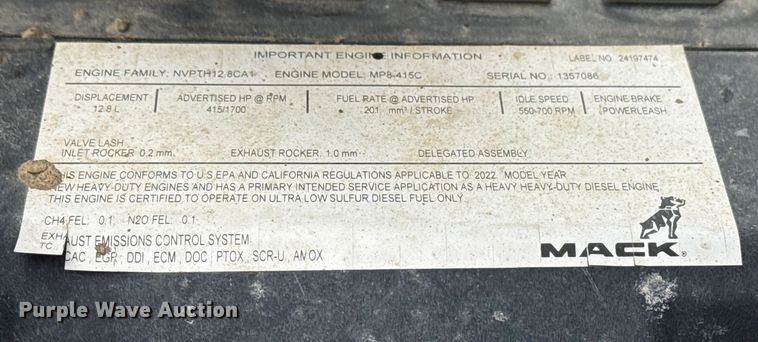 IMPORTANT ENGINE INFORMATION LABEL NO. 24197474
ENGINE FAMILY: NVPTH12.8CA1 ENGINE MODEL: MP8-415C SERIAL NO.: 1357086
DISPLACEMENT ADVERTISED HP @ RPM FUEL RATE @ ADVERTISED HP IDLE SPEED ENGINE BRAKE
12.8 L 415/1700 201 mm³/STROKE 550-700 RPM POWERLEASH
VALVE LASH
INLET ROCKER: 0.2 mm EXHAUST ROCKER: 1.0 mm DELEGATED ASSEMBLY
THIS ENGINE CONFORMS TO U.S.EPA AND CALIFORNIA REGULATIONS APPLICABLE TO 2022 MODEL YEAR
NEW HEAVY-DUTY ENGINES AND HAS A PRIMARY INTENDED SERVICE APPLICATION AS A HEAVY HEAVY-DUTY DIESEL ENGINE
THIS ENGINE IS CERTIFIED TO OPERATE ON ULTRA LOW SULFUR DIESEL FUEL ONLY
CH4 FEL: 0.1 N2O FEL: 0.1
EXHAUST EMISSIONS CONTROL SYSTEM
TC, CAC, EGR, DDI, ECM, DOC, PTOX, SCR-U, AMOX
MACK®
Purple Wave Auction